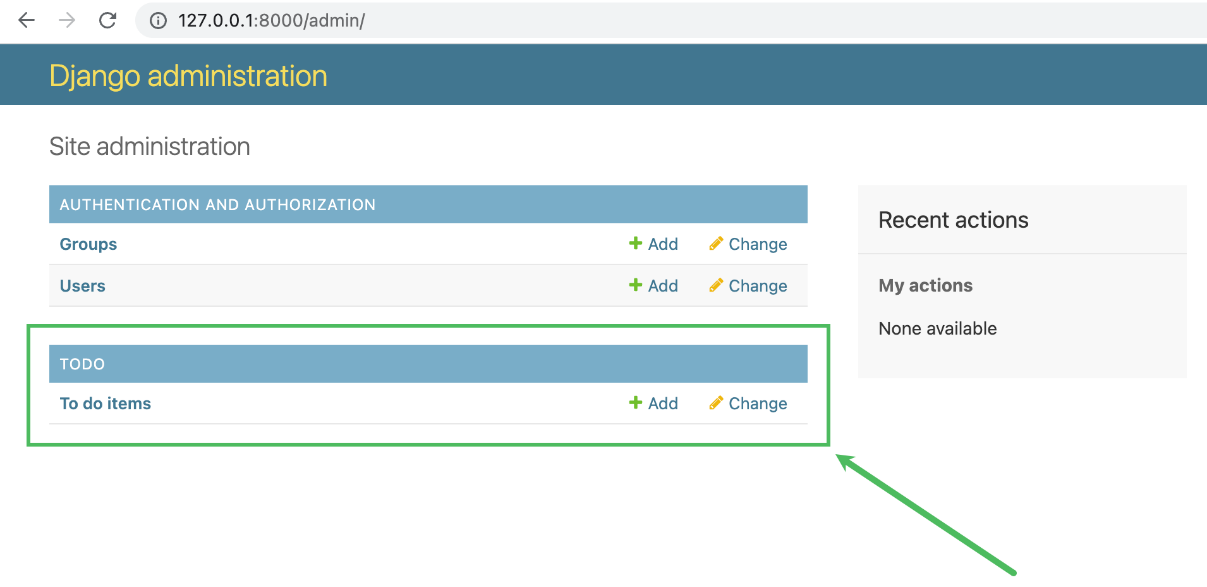 127.0.0.1:8000/admin/
Django administration
Site administration
AUTHENTICATION AND AUTHORIZATION
Groups Add Change
Users Add Change
TODO
To do items Add Change
Recent actions
My actions
None available